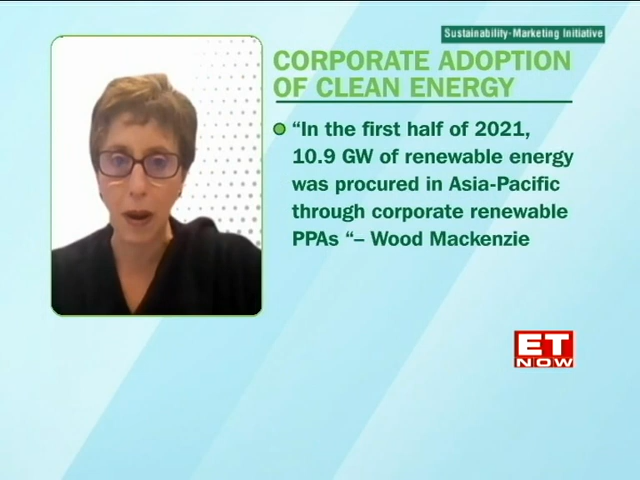 Sustainability-Marketing Initiative
CORPORATE ADOPTION
OF CLEAN ENERGY
“In the first half of 2021,
10.9 GW of renewable energy
was procured in Asia-Pacific
through corporate renewable
PPAs “– Wood Mackenzie
ET
NOW